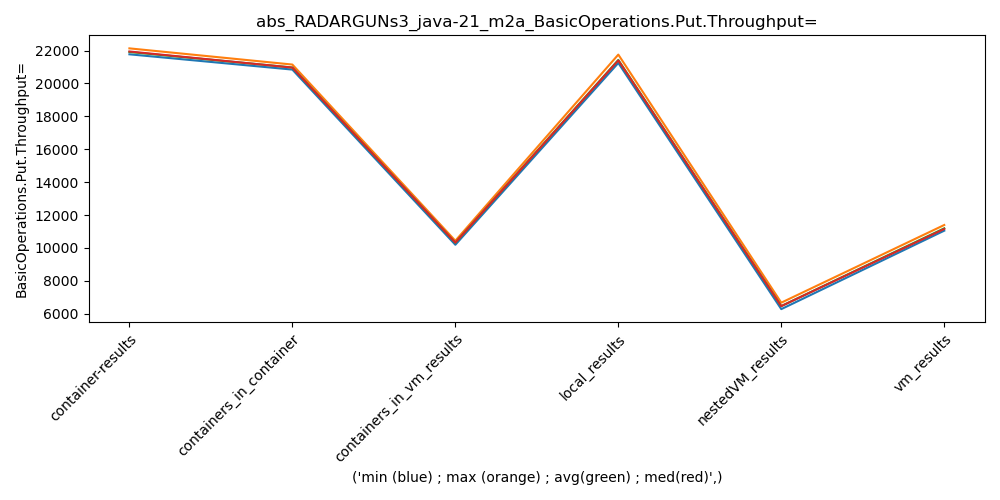 abs_RADARGUNs3_java-21_m2a_BasicOperations.Put.Throughput=
BasicOperations.Put.Throughput=
22000
20000
18000
16000
14000
12000
10000
8000
6000
container-results
containers_in_container
containers_in_vm_results
local_results
nestedVM_results
vm_results
('min (blue) ; max (orange) ; avg(green) ; med(red)',)